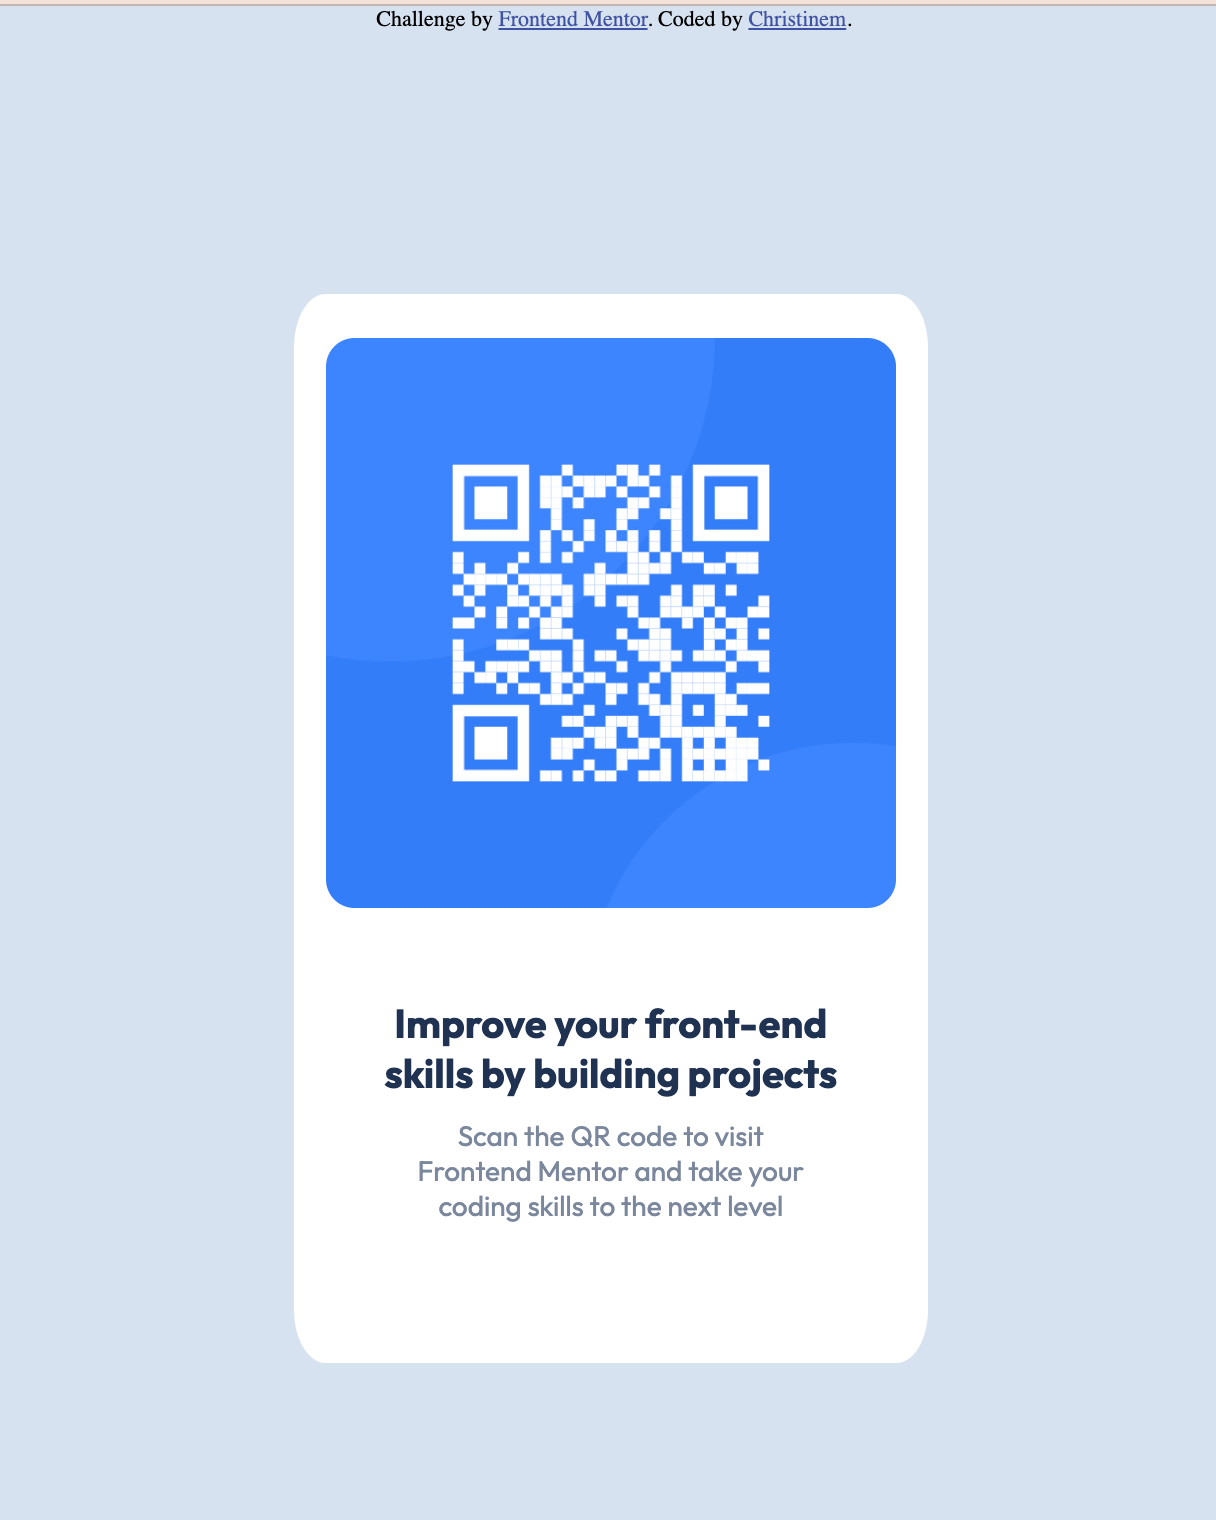 Challenge by Frontend Mentor. Coded by Christinem.
Improve your front-end
skills by building projects
Scan the QR code to visit
Frontend Mentor and take your
coding skills to the next level